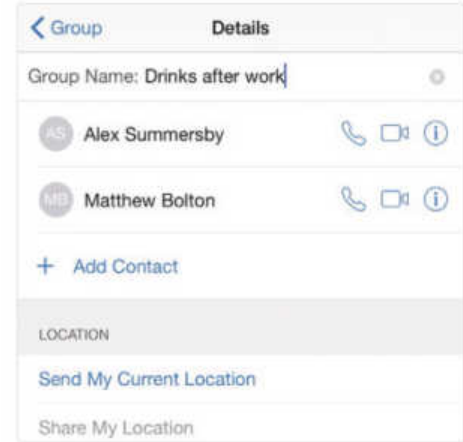 Group Details
Group Name: Drinks after work
AS Alex Summersby
MB Matthew Bolton
+ Add Contact
LOCATION
Send My Current Location
Share My Location